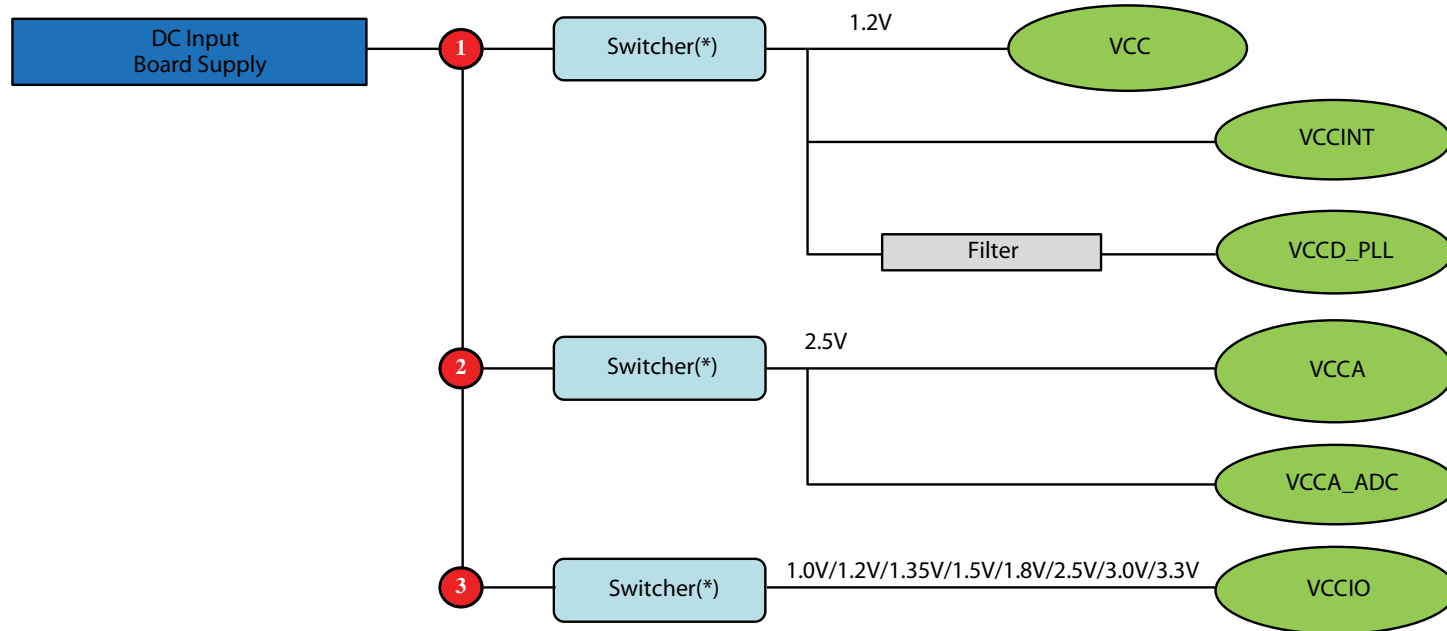 DC Input
Board Supply
1
Switcher(*)
1.2V
VCC
VCCINT
Filter
VCCD_PLL
2
Switcher(*)
2.5V
VCCA
VCCA_ADC
3
Switcher(*)
1.0V/1.2V/1.35V/1.5V/1.8V/2.5V/3.0V/3.3V
VCCIO